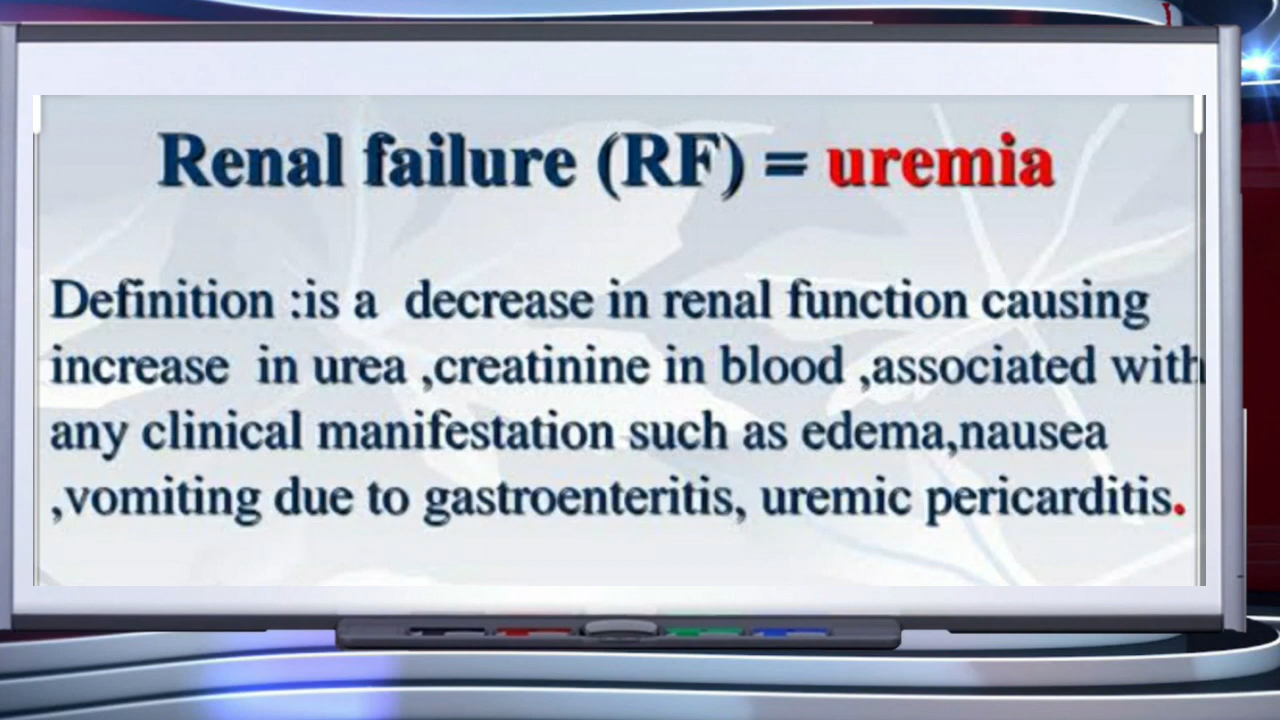 Renal failure (RF) = uremia
Definition :is a decrease in renal function causing
increase in urea ,creatinine in blood ,associated with
any clinical manifestation such as edema,nausea
,vomiting due to gastroenteritis, uremic pericarditis.